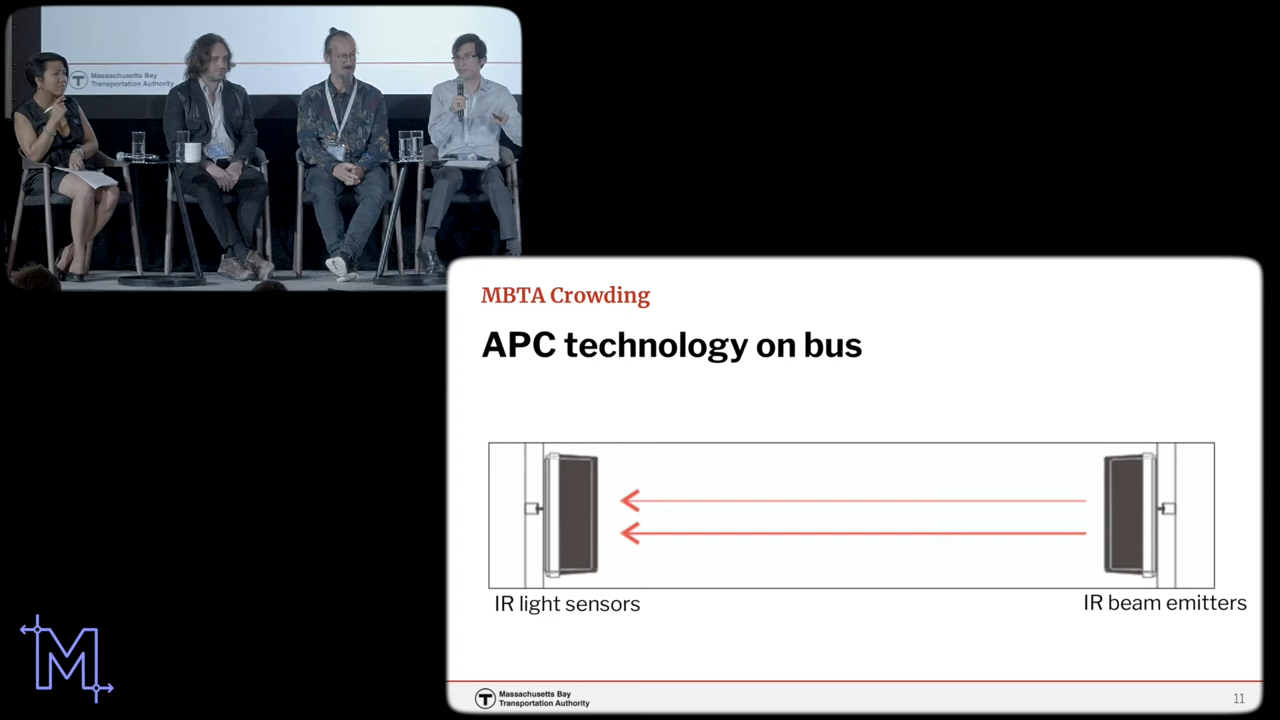 Massachusetts Bay
Transportation Authority
MBTA Crowding
APC technology on bus
IR light sensors
IR beam emitters
Massachusetts Bay
Transportation Authority
11